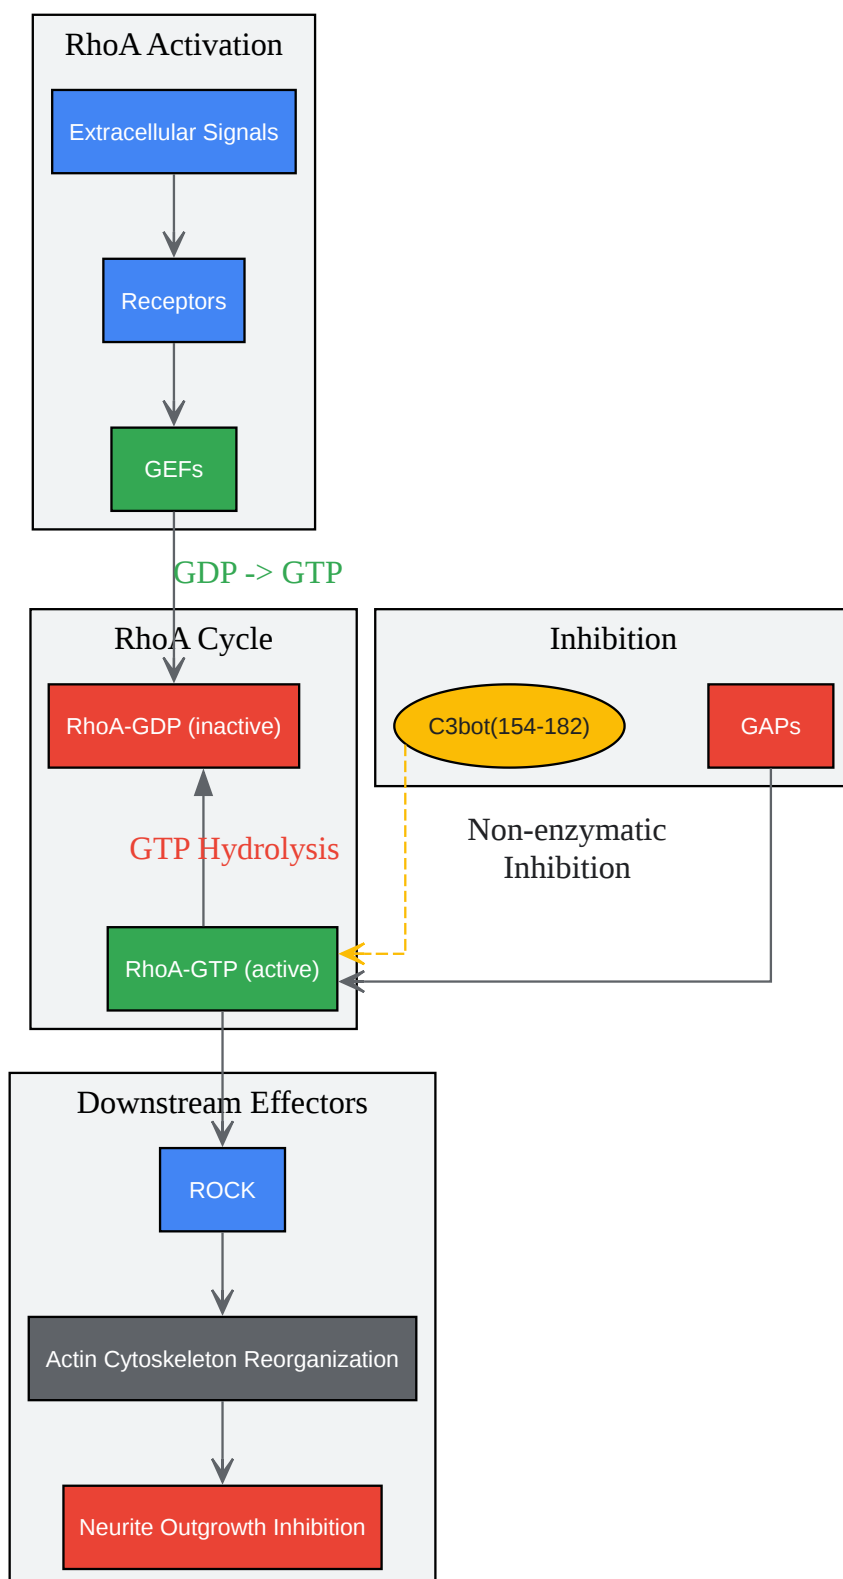 RhoA Activation
Extracellular Signals
Receptors
GEFs
GDP -> GTP
RhoA Cycle
Inhibition
RhoA-GDP (inactive)
C3bot(154-182)
GAPs
GTP Hydrolysis
Non-enzymatic
Inhibition
RhoA-GTP (active)
Downstream Effectors
ROCK
Actin Cytoskeleton Reorganization
Neurite Outgrowth Inhibition